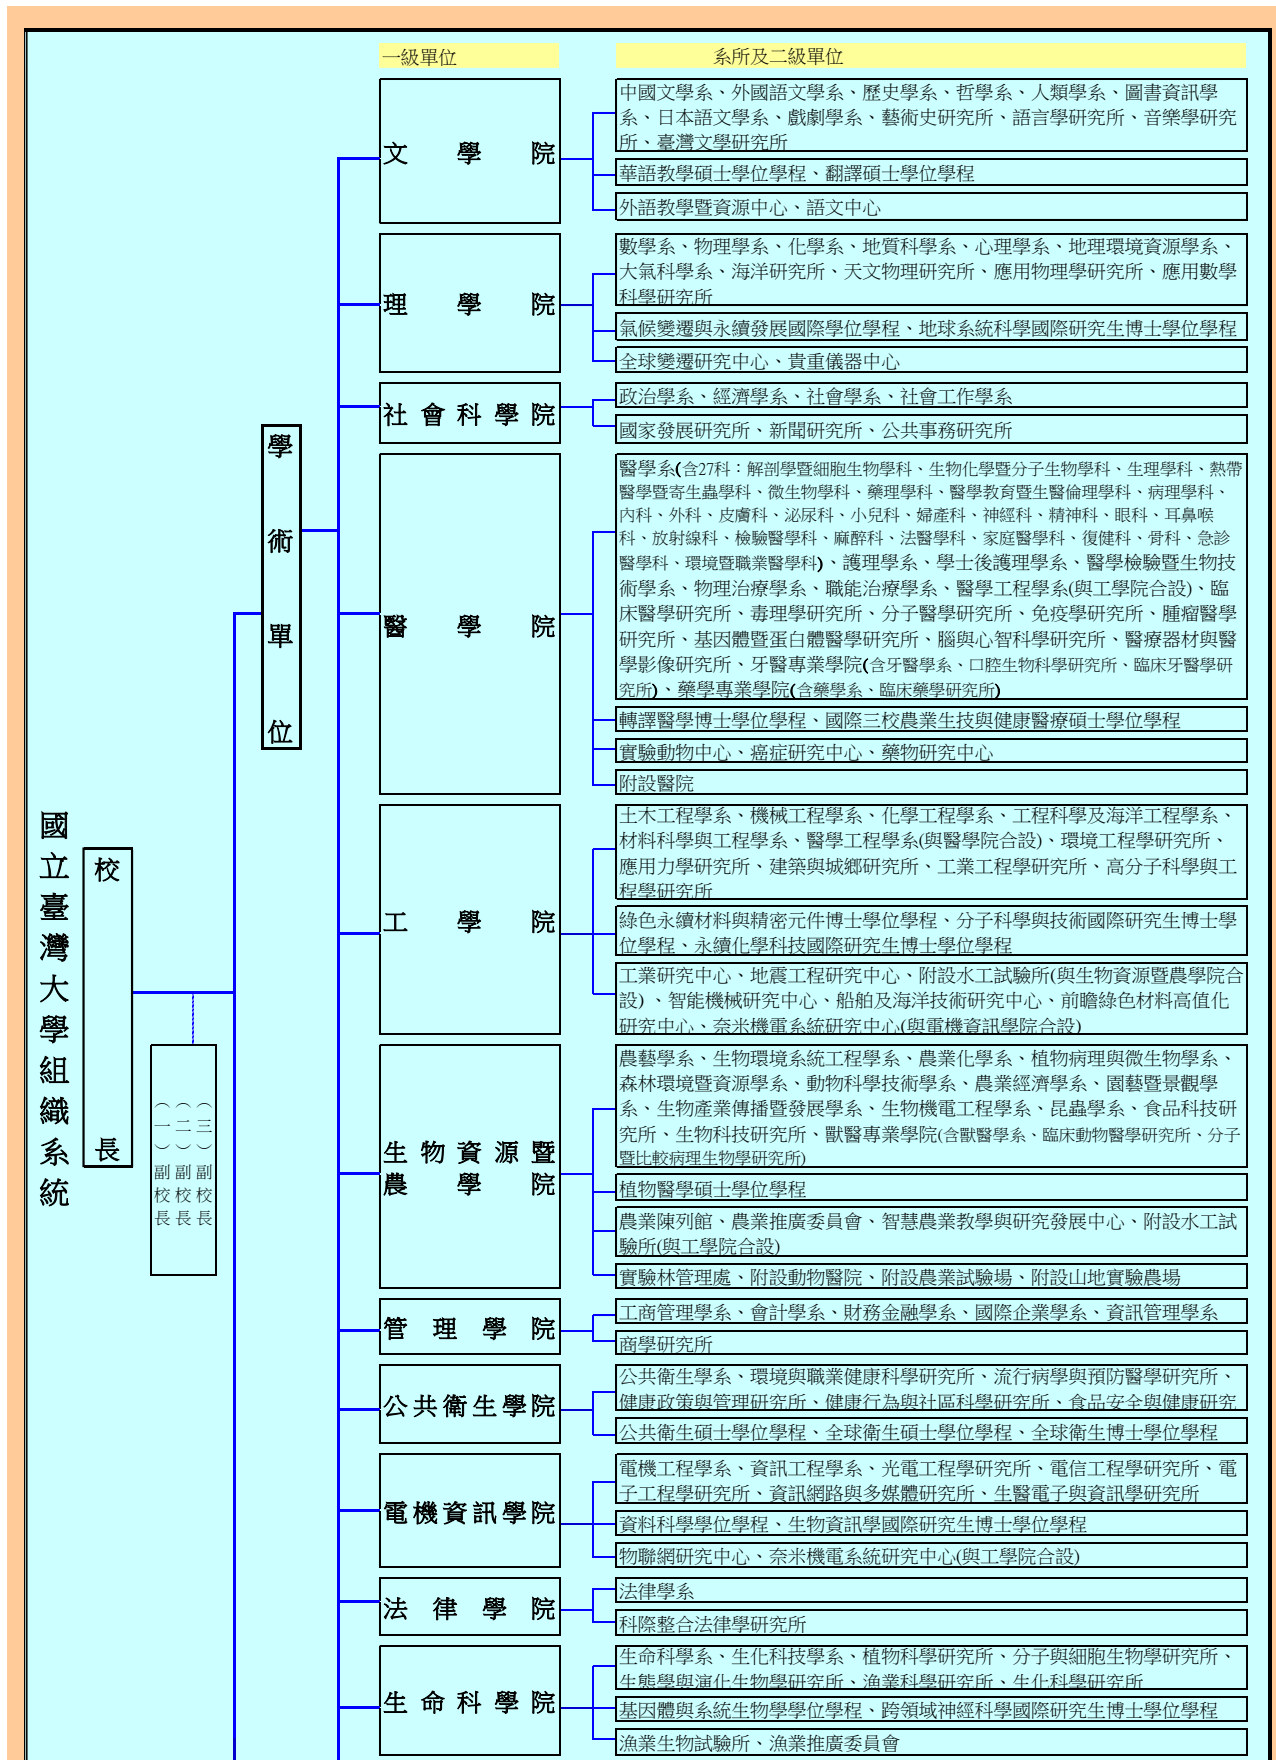 一級單位
系所及二級單位
國立臺灣大學組織系統
校長
(一)副校長
(二)副校長
(三)副校長
學術單位
文學院
中國文學系、外國語文學系、歷史學系、哲學系、人類學系、圖書資訊學
系、日本語文學系、戲劇學系、藝術史研究所、語言學研究所、音樂學研究
所、臺灣文學研究所
華語教學碩士學位學程、翻譯碩士學位學程
外語教學暨資源中心、語文中心
理學院
數學系、物理學系、化學系、地質科學系、心理學系、地理環境資源學系、
大氣科學系、海洋研究所、天文物理研究所、應用物理學研究所、應用數學
科學研究所
氣候變遷與永續發展國際學位學程、地球系統科學國際研究生博士學位學程
全球變遷研究中心、貴重儀器中心
社會科學院
政治學系、經濟學系、社會學系、社會工作學系
國家發展研究所、新聞研究所、公共事務研究所
醫學院
醫學系(含27科：解剖學暨細胞生物學科、生物化學暨分子生物學科、生理學科、熱帶
醫學暨寄生蟲學科、微生物學科、藥理學科、醫學教育暨生醫倫理學科、病理學科、
內科、外科、皮膚科、泌尿科、小兒科、婦產科、神經科、精神科、眼科、耳鼻喉
科、放射線科、檢驗醫學科、麻醉科、法醫學科、家庭醫學科、復健科、骨科、急診
醫學科、環境暨職業醫學科)、護理學系、學士後護理學系、醫學檢驗暨生物技
術學系、物理治療學系、職能治療學系、醫學工程學系(與工學院合設)、臨
床醫學研究所、毒理學研究所、分子醫學研究所、免疫學研究所、腫瘤醫學
研究所、基因體暨蛋白體醫學研究所、腦與心智科學研究所、醫療器材與醫
學影像研究所、牙醫專業學院(含牙醫學系、口腔生物科學研究所、臨床牙醫學研
究所)、藥學專業學院(含藥學系、臨床藥學研究所)
轉譯醫學博士學位學程、國際三校農業生技與健康醫療碩士學位學程
實驗動物中心、癌症研究中心、藥物研究中心
附設醫院
工學院
土木工程學系、機械工程學系、化學工程學系、工程科學及海洋工程學系、
材料科學與工程學系、醫學工程學系(與醫學院合設)、環境工程學研究所、
應用力學研究所、建築與城鄉研究所、工業工程學研究所、高分子科學與工
程學研究所
綠色永續材料與精密元件博士學位學程、分子科學與技術國際研究生博士學
位學程、永續化學科技國際研究生博士學位學程
工業研究中心、地震工程研究中心、附設水工試驗所(與生物資源暨農學院合
設) 、智能機械研究中心、船舶及海洋技術研究中心、前瞻綠色材料高值化
研究中心、奈米機電系統研究中心(與電機資訊學院合設)
生物資源暨
農學院
農藝學系、生物環境系統工程學系、農業化學系、植物病理與微生物學系、
森林環境暨資源學系、動物科學技術學系、農業經濟學系、園藝暨景觀學
系、生物產業傳播暨發展學系、生物機電工程學系、昆蟲學系、食品科技研
究所、生物科技研究所、獸醫專業學院(含獸醫學系、臨床動物醫學研究所、分子
暨比較病理生物學研究所)
植物醫學碩士學位學程
農業陳列館、農業推廣委員會、智慧農業教學與研究發展中心、附設水工試
驗所(與工學院合設)
實驗林管理處、附設動物醫院、附設農業試驗場、附設山地實驗農場
管理學院
工商管理學系、會計學系、財務金融學系、國際企業學系、資訊管理學系
商學研究所
公共衛生學院
公共衛生學系、環境與職業健康科學研究所、流行病學與預防醫學研究所、
健康政策與管理研究所、健康行為與社區科學研究所、食品安全與健康研究
公共衛生碩士學位學程、全球衛生碩士學位學程、全球衛生博士學位學程
電機資訊學院
電機工程學系、資訊工程學系、光電工程學研究所、電信工程學研究所、電
子工程學研究所、資訊網路與多媒體研究所、生醫電子與資訊學研究所
資料科學學位學程、生物資訊學國際研究生博士學位學程
物聯網研究中心、奈米機電系統研究中心(與工學院合設)
法律學院
法律學系
科際整合法律學研究所
生命科學院
生命科學系、生化科技學系、植物科學研究所、分子與細胞生物學研究所、
生態學與演化生物學研究所、漁業科學研究所、生化科學研究所
基因體與系統生物學學位學程、跨領域神經科學國際研究生博士學位學程
漁業生物試驗所、漁業推廣委員會